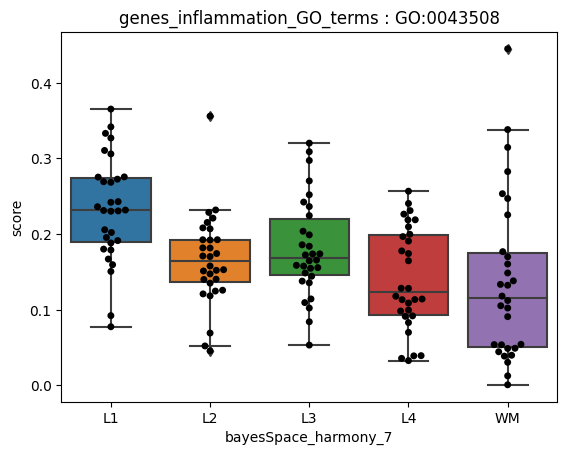 genes_inflammation_GO_terms : GO:0043508
score
0.4
0.3
0.2
0.1
0.0
L1 L2 L3 L4 WM
bayesSpace_harmony_7